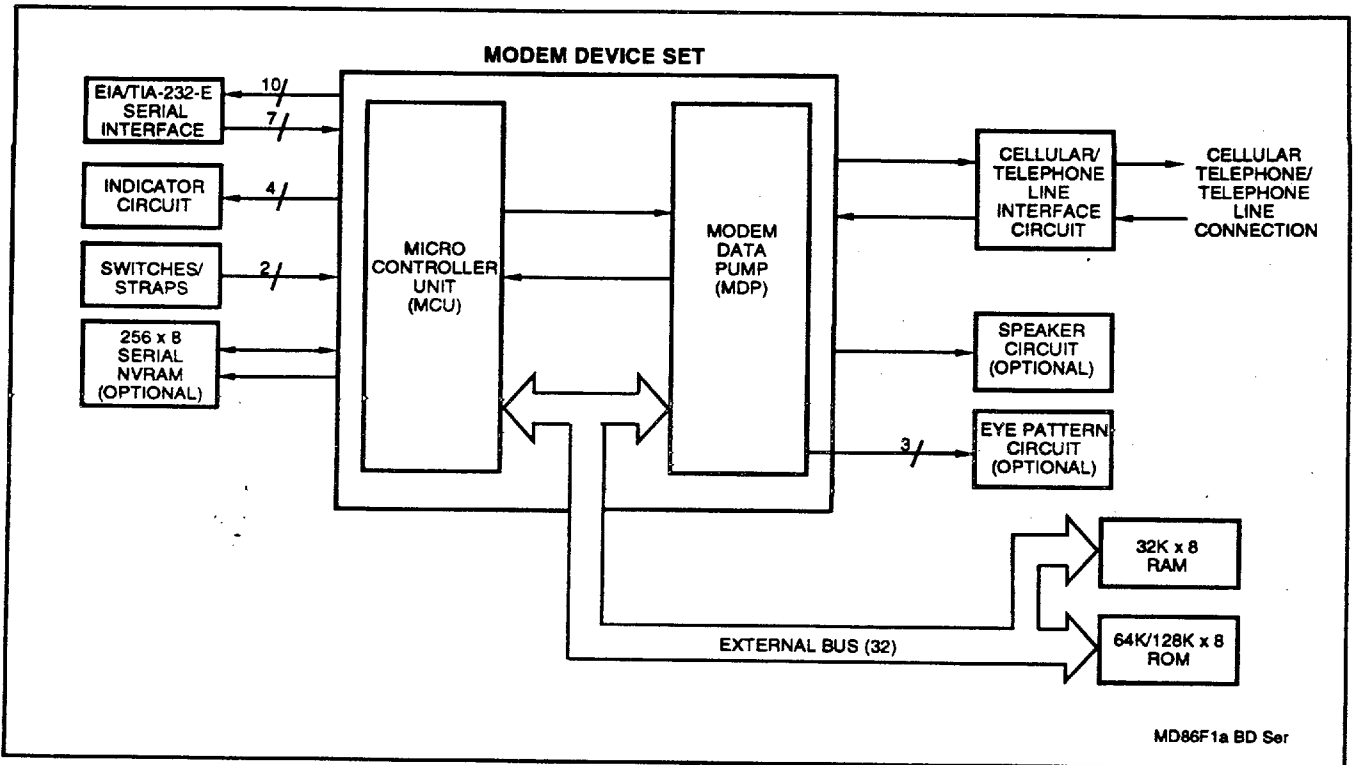 MODEM DEVICE SET
EIA/TIA-232-E
SERIAL
INTERFACE
10
7
INDICATOR
CIRCUIT
4
SWITCHES/
STRAPS
2
256 x 8
SERIAL
NVRAM
(OPTIONAL)
MICRO
CONTROLLER
UNIT
(MCU)
MODEM
DATA
PUMP
(MDP)
CELLULAR/
TELEPHONE
LINE
INTERFACE
CIRCUIT
CELLULAR
TELEPHONE/
TELEPHONE
LINE
CONNECTION
SPEAKER
CIRCUIT
(OPTIONAL)
3
EYE PATTERN
CIRCUIT
(OPTIONAL)
32K x 8
RAM
EXTERNAL BUS (32)
64K/128K x 8
ROM
MD86F1a BD Ser